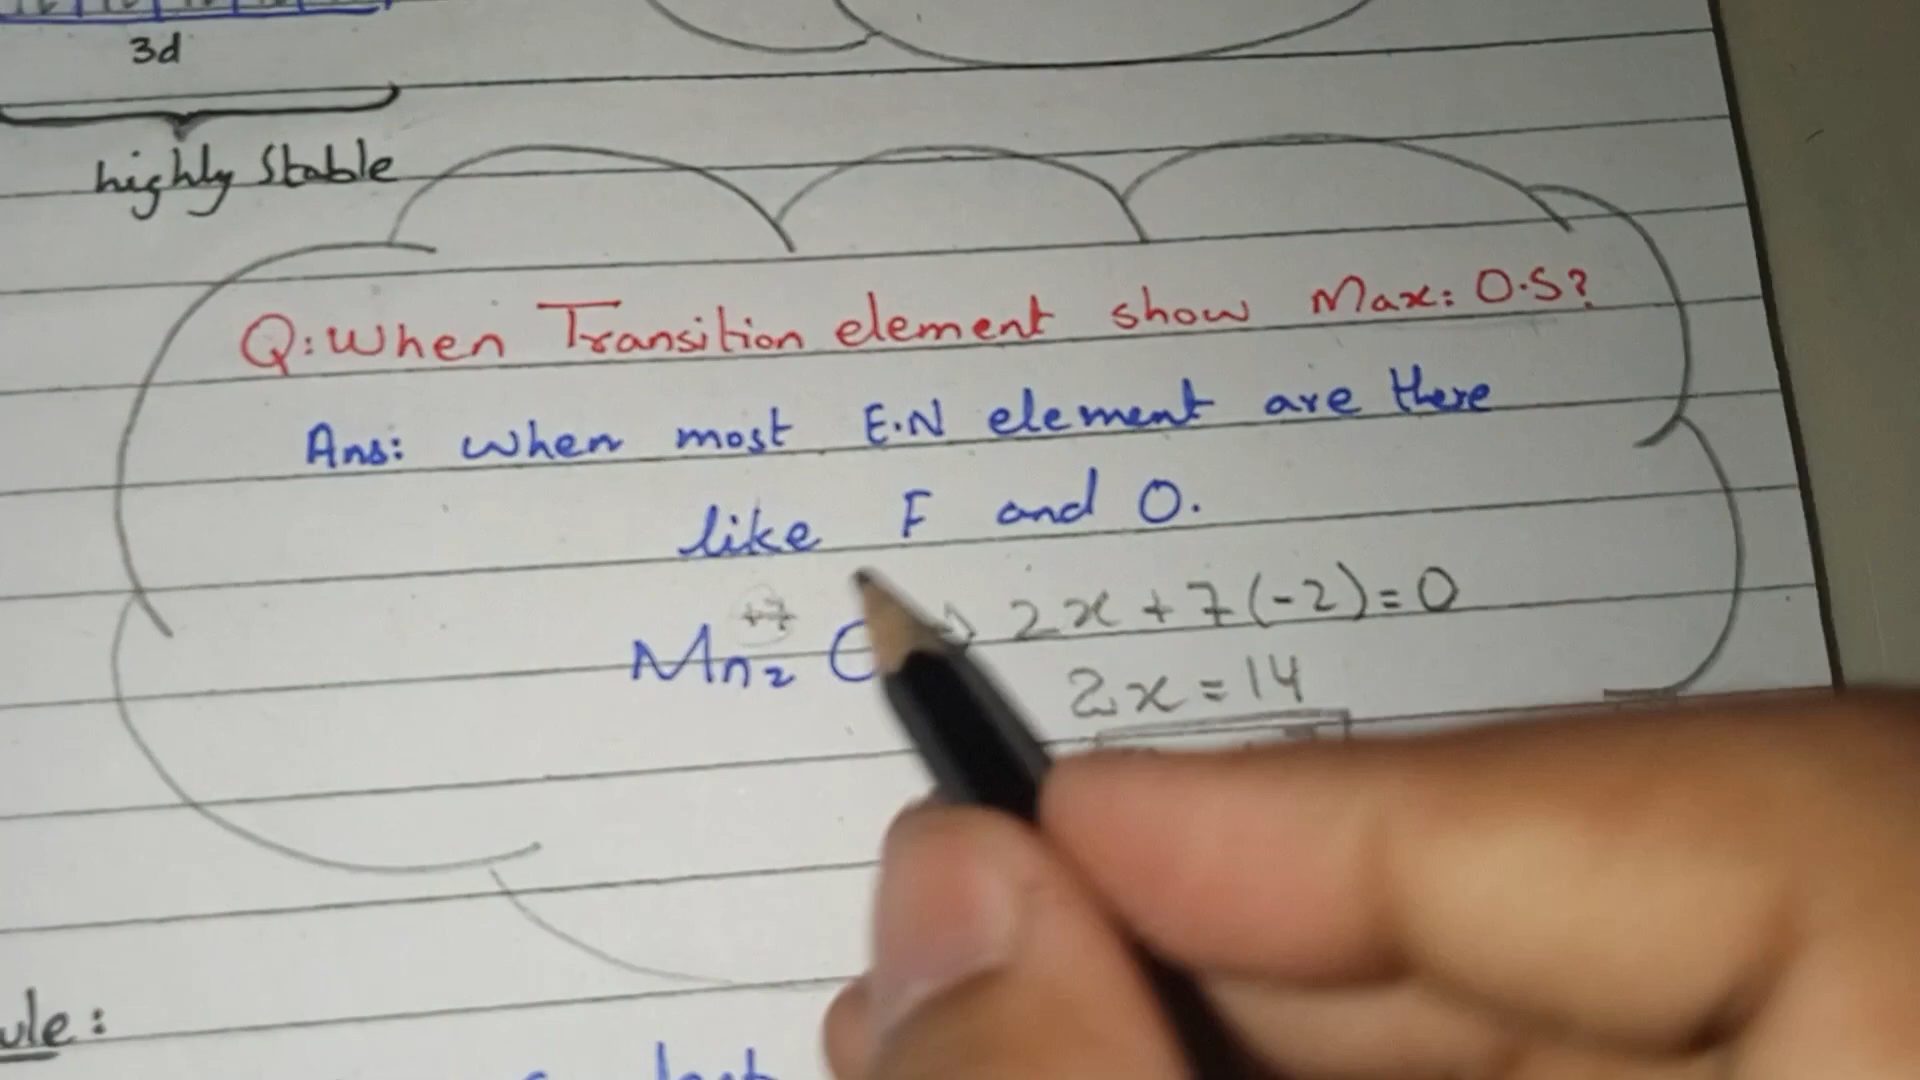 3d
highly Stable
Q: When Transition element show Max: O.S?
Ans: when most E.N element are there
like F and O.
+7
Mn₂ 2x + 7(-2) = 0
2x = 14
ule: